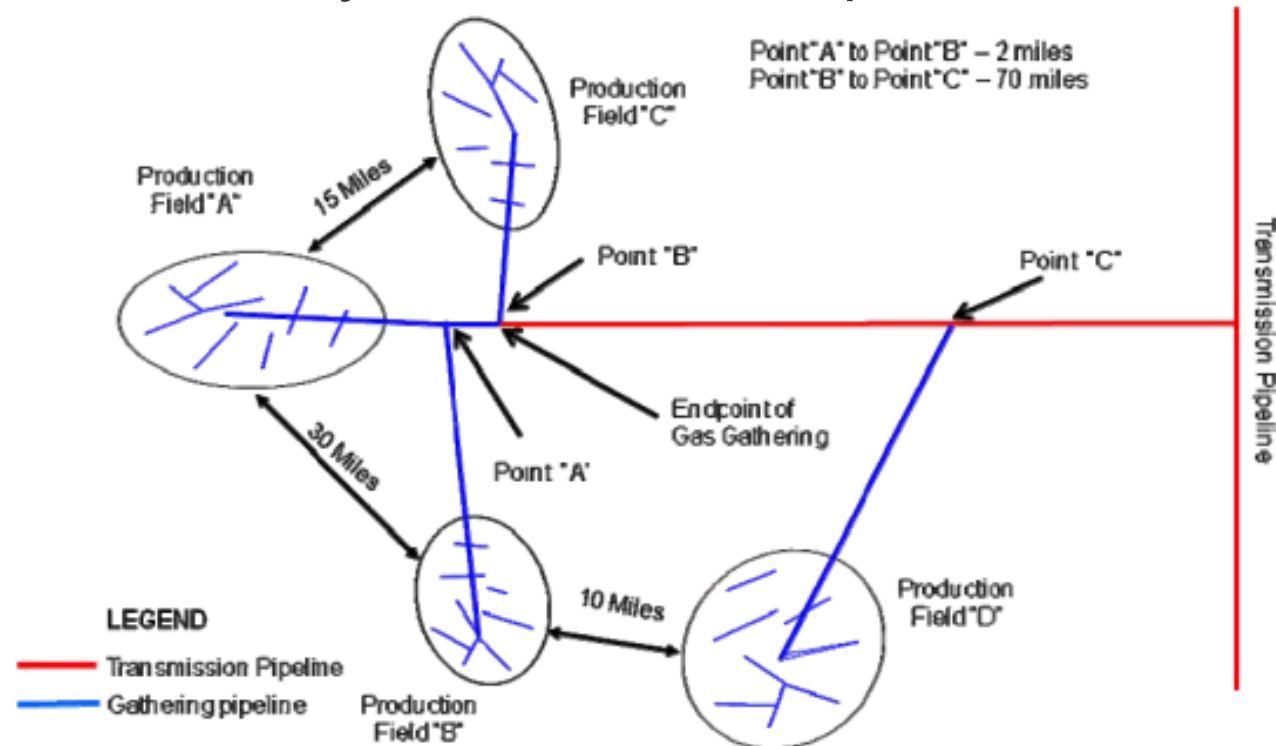 Point "A" to Point "B" – 2 miles
Point "B" to Point "C" – 70 miles
Production
Field "C"
Production
Field "A"
15 Miles
Point "B"
Point "C"
Transmission Pipeline
Endpoint of
Gas Gathering
Point "A'
30 Miles
10 Miles
Production
Field "D"
LEGEND
Transmission Pipeline
Gathering pipeline
Production
Field "B"